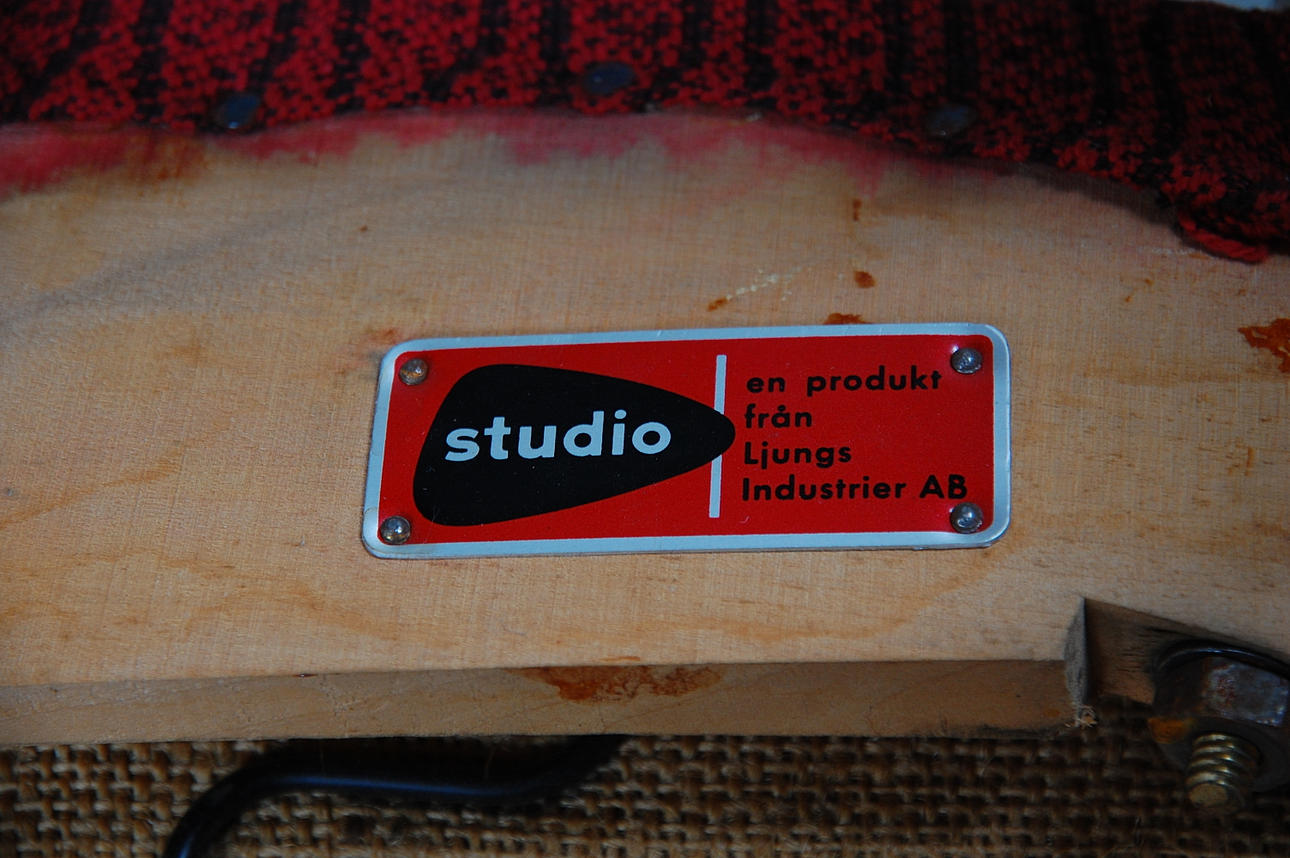 studio
en produkt
från
Ljungs
Industrier AB